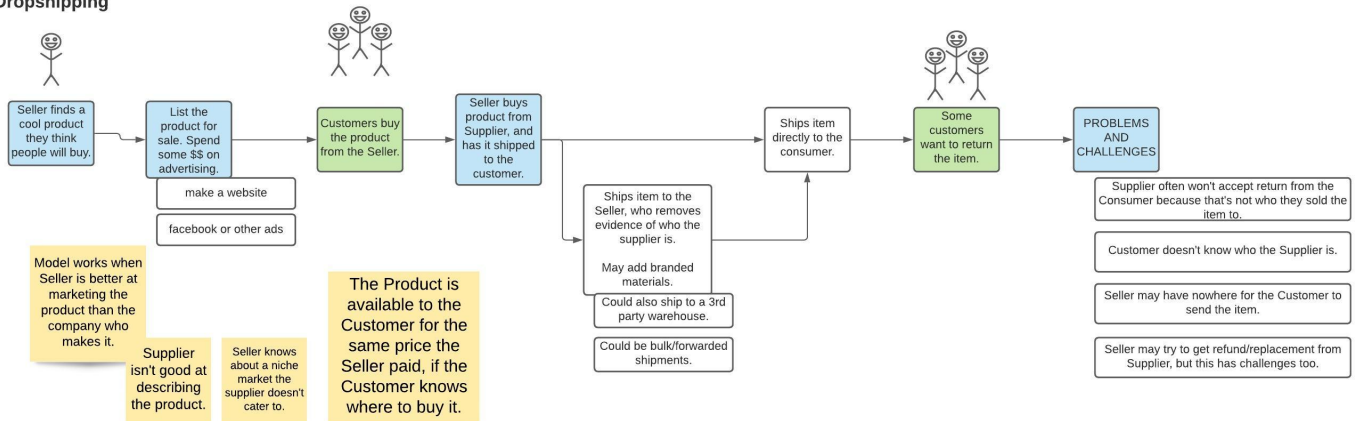 Dropshipping
Seller finds a
cool product
they think
people will buy.
List the
product for
sale. Spend
some $$ on
advertising.
make a website
facebook or other ads
Customers buy
the product
from the Seller.
Seller buys
product from
Supplier, and
has it shipped
to the
customer.
Ships item to the
Seller, who removes
evidence of who the
supplier is.
May add branded
materials.
Could also ship to a 3rd
party warehouse.
Could be bulk/forwarded
shipments.
Ships item
directly to the
consumer.
Some
customers
want to return
the item.
PROBLEMS
AND
CHALLENGES
Supplier often won't accept return from the
Consumer because that's not who they sold the
item to.
Customer doesn't know who the Supplier is.
Seller may have nowhere for the Customer to
send the item.
Seller may try to get refund/replacement from
Supplier, but this has challenges too.
Model works when
Seller is better at
marketing the
product than the
company who
makes it.
Supplier
isn't good at
describing
the product.
Seller knows
about a niche
market the
supplier doesn't
cater to.
The Product is
available to the
Customer for the
same price the
Seller paid, if the
Customer knows
where to buy it.